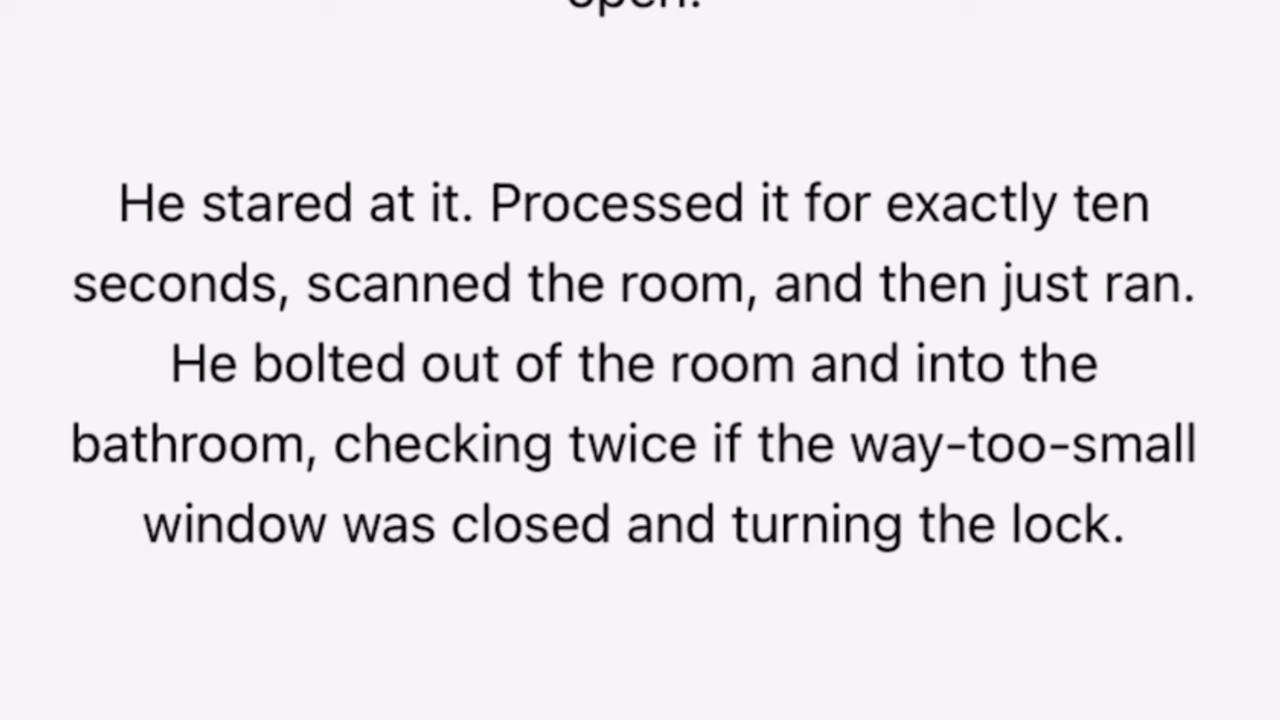 open.
He stared at it. Processed it for exactly ten
seconds, scanned the room, and then just ran.
He bolted out of the room and into the
bathroom, checking twice if the way-too-small
window was closed and turning the lock.